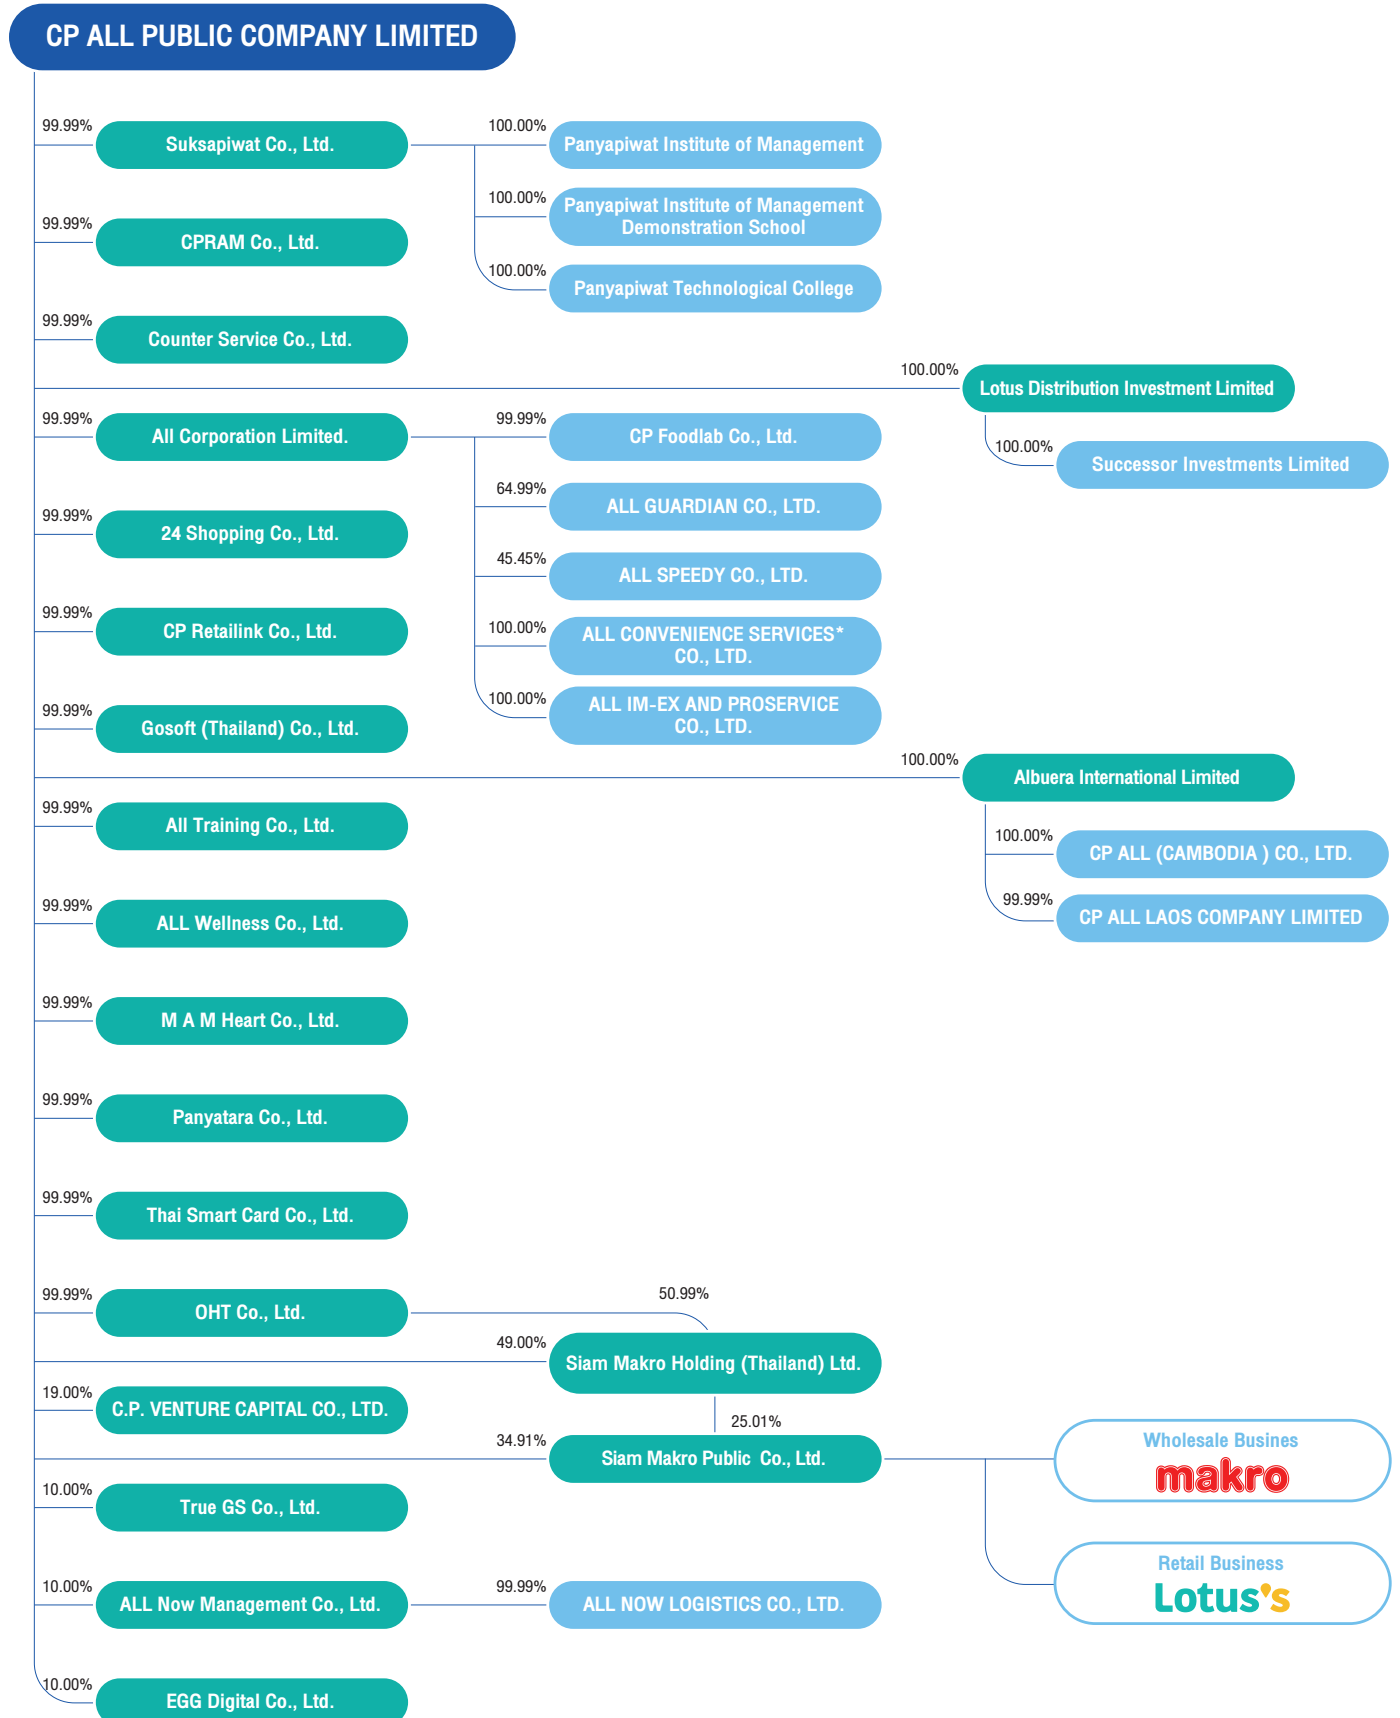 CP ALL PUBLIC COMPANY LIMITED
99.99%
Suksapiwat Co., Ltd.
100.00%
Panyapiwat Institute of Management
100.00%
Panyapiwat Institute of Management
Demonstration School
100.00%
Panyapiwat Technological College
99.99%
CPRAM Co., Ltd.
99.99%
Counter Service Co., Ltd.
100.00%
Lotus Distribution Investment Limited
100.00%
Successor Investments Limited
99.99%
All Corporation Limited.
99.99%
CP Foodlab Co., Ltd.
64.99%
ALL GUARDIAN CO., LTD.
45.45%
ALL SPEEDY CO., LTD.
100.00%
ALL CONVENIENCE SERVICES*
CO., LTD.
100.00%
ALL IM-EX AND PROSERVICE
CO., LTD.
99.99%
24 Shopping Co., Ltd.
99.99%
CP Retailink Co., Ltd.
99.99%
Gosoft (Thailand) Co., Ltd.
100.00%
Albuera International Limited
100.00%
CP ALL (CAMBODIA ) CO., LTD.
99.99%
CP ALL LAOS COMPANY LIMITED
99.99%
All Training Co., Ltd.
99.99%
ALL Wellness Co., Ltd.
99.99%
M A M Heart Co., Ltd.
99.99%
Panyatara Co., Ltd.
99.99%
Thai Smart Card Co., Ltd.
99.99%
OHT Co., Ltd.
50.99%
49.00%
Siam Makro Holding (Thailand) Ltd.
19.00%
C.P. VENTURE CAPITAL CO., LTD.
25.01%
34.91%
Siam Makro Public Co., Ltd.
Wholesale Busines
makro
Retail Business
Lotus's
10.00%
True GS Co., Ltd.
10.00%
ALL Now Management Co., Ltd.
99.99%
ALL NOW LOGISTICS CO., LTD.
10.00%
EGG Digital Co., Ltd.